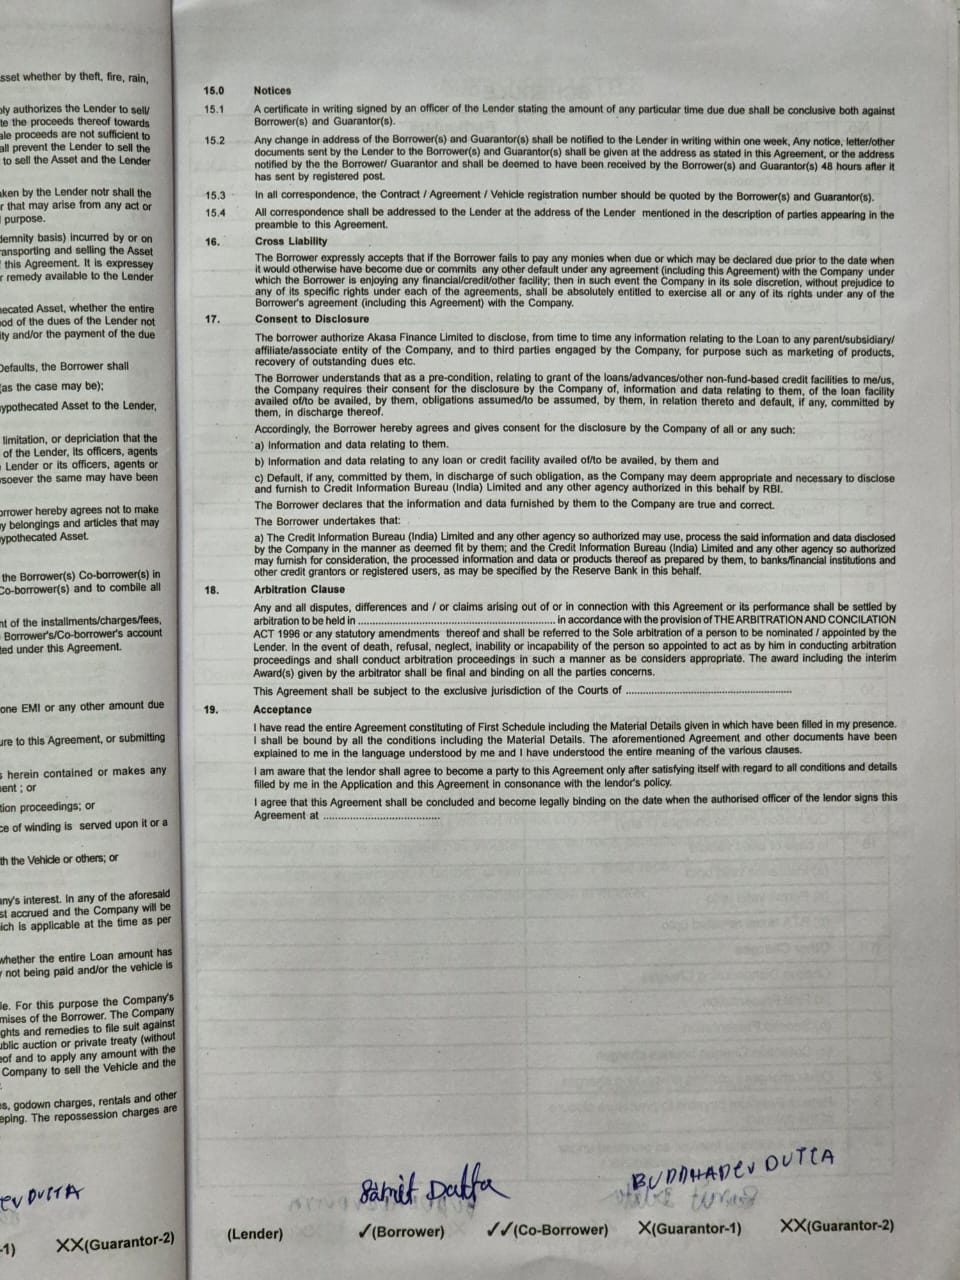 sset whether by theft, fire, rain,
ply authorizes the Lender to sell/
te the proceeds thereof towards
ale proceeds are not sufficient to
all prevent the Lender to sell the
to sell the Asset and the Lender
aken by the Lender notr shall the
r that may arise from any act or
purpose.
demnity basis) incurred by or on
ransporting and selling the Asset
this Agreement. It is expressey
r remedy available to the Lender
hecated Asset, whether the entire
od of the dues of the Lender not
ity and/or the payment of the due
Defaults, the Borrower shall
(as the case may be);
ypothecated Asset to the Lender,
limitation, or depriciation that the
of the Lender, its officers, agents
Lender or its officers, agents or
soever the same may have been
orrower hereby agrees not to make
y belongings and articles that may
ypothecated Asset.
the Borrower(s) Co-borrower(s) in
Co-borrower(s) and to combile all
nt of the installments/charges/fees,
Borrower's/Co-borrower's account
ted under this Agreement.
one EMI or any other amount due
ure to this Agreement, or submitting
s herein contained or makes any
ent ; or
tion proceedings; or
ce of winding is served upon it or a
th the Vehicle or others; or
any's interest. In any of the aforesaid
st accrued and the Company will be
ich is applicable at the time as per
whether the entire Loan amount has
not being paid and/or the vehicle is
le. For this purpose the Company's
mises of the Borrower. The Company
ghts and remedies to file suit against
ublic auction or private treaty (without
eof and to apply any amount with the
Company to sell the Vehicle and the
es, godown charges, rentals and other
eping. The repossession charges are
EV DUTTA
-1) XX(Guarantor-2)
15.0 Notices
15.1 A certificate in writing signed by an officer of the Lender stating the amount of any particular time due due shall be conclusive both against
Borrower(s) and Guarantor(s).
15.2 Any change in address of the Borrower(s) and Guarantor(s) shall be notified to the Lender in writing within one week, Any notice, letter/other
documents sent by the Lender to the Borrower(s) and Guarantor(s) shall be given at the address as stated in this Agreement, or the address
notified by the the Borrower/ Guarantor and shall be deemed to have been received by the Borrower(s) and Guarantor(s) 48 hours after it
has sent by registered post.
15.3 In all correspondence, the Contract / Agreement / Vehicle registration number should be quoted by the Borrower(s) and Guarantor(s).
15.4 All correspondence shall be addressed to the Lender at the address of the Lender mentioned in the description of parties appearing in the
preamble to this Agreement.
16. Cross Liability
The Borrower expressly accepts that if the Borrower fails to pay any monies when due or which may be declared due prior to the date when
it would otherwise have become due or commits any other default under any agreement (including this Agreement) with the Company under
which the Borrower is enjoying any financial/credit/other facility; then in such event the Company in its sole discretion, without prejudice to
any of its specific rights under each of the agreements, shall be absolutely entitled to exercise all or any of its rights under any of the
Borrower's agreement (including this Agreement) with the Company.
17. Consent to Disclosure
The borrower authorize Akasa Finance Limited to disclose, from time to time any information relating to the Loan to any parent/subsidiary/
affiliate/associate entity of the Company, and to third parties engaged by the Company, for purpose such as marketing of products,
recovery of outstanding dues etc.
The Borrower understands that as a pre-condition, relating to grant of the loans/advances/other non-fund-based credit facilities to me/us,
the Company requires their consent for the disclosure by the Company of, information and data relating to them, of the loan facility
availed of/to be availed, by them, obligations assumed/to be assumed, by them, in relation thereto and default, if any, committed by
them, in discharge thereof.
Accordingly, the Borrower hereby agrees and gives consent for the disclosure by the Company of all or any such:
a) Information and data relating to them.
b) Information and data relating to any loan or credit facility availed of/to be availed, by them and
c) Default, if any, committed by them, in discharge of such obligation, as the Company may deem appropriate and necessary to disclose
and furnish to Credit Information Bureau (India) Limited and any other agency authorized in this behalf by RBI.
The Borrower declares that the information and data furnished by them to the Company are true and correct.
The Borrower undertakes that:
a) The Credit Information Bureau (India) Limited and any other agency so authorized may use, process the said information and data disclosed
by the Company in the manner as deemed fit by them; and the Credit Information Bureau (India) Limited and any other agency so authorized
may furnish for consideration, the processed information and data or products thereof as prepared by them, to banks/financial institutions and
other credit grantors or registered users, as may be specified by the Reserve Bank in this behalf.
18. Arbitration Clause
Any and all disputes, differences and / or claims arising out of or in connection with this Agreement or its performance shall be settled by
arbitration to be held in ............................................................ in accordance with the provision of THE ARBITRATION AND CONCILATION
ACT 1996 or any statutory amendments thereof and shall be referred to the Sole arbitration of a person to be nominated / appointed by the
Lender. In the event of death, refusal, neglect, inability or incapability of the person so appointed to act as by him in conducting arbitration
proceedings and shall conduct arbitration proceedings in such a manner as be considers appropriate. The award including the interim
Award(s) given by the arbitrator shall be final and binding on all the parties concerns.
This Agreement shall be subject to the exclusive jurisdiction of the Courts of ..................................................
19. Acceptance
I have read the entire Agreement constituting of First Schedule including the Material Details given in which have been filled in my presence.
I shall be bound by all the conditions including the Material Details. The aforementioned Agreement and other documents have been
explained to me in the language understood by me and I have understood the entire meaning of the various clauses.
I am aware that the lendor shall agree to become a party to this Agreement only after satisfying itself with regard to all conditions and details
filled by me in the Application and this Agreement in consonance with the lendor's policy.
I agree that this Agreement shall be concluded and become legally binding on the date when the authorised officer of the lendor signs this
Agreement at ....................................
Samit Datta BUDDHADEV DUTTA
(Lender) ✓(Borrower) ✓✓(Co-Borrower) X(Guarantor-1) XX(Guarantor-2)